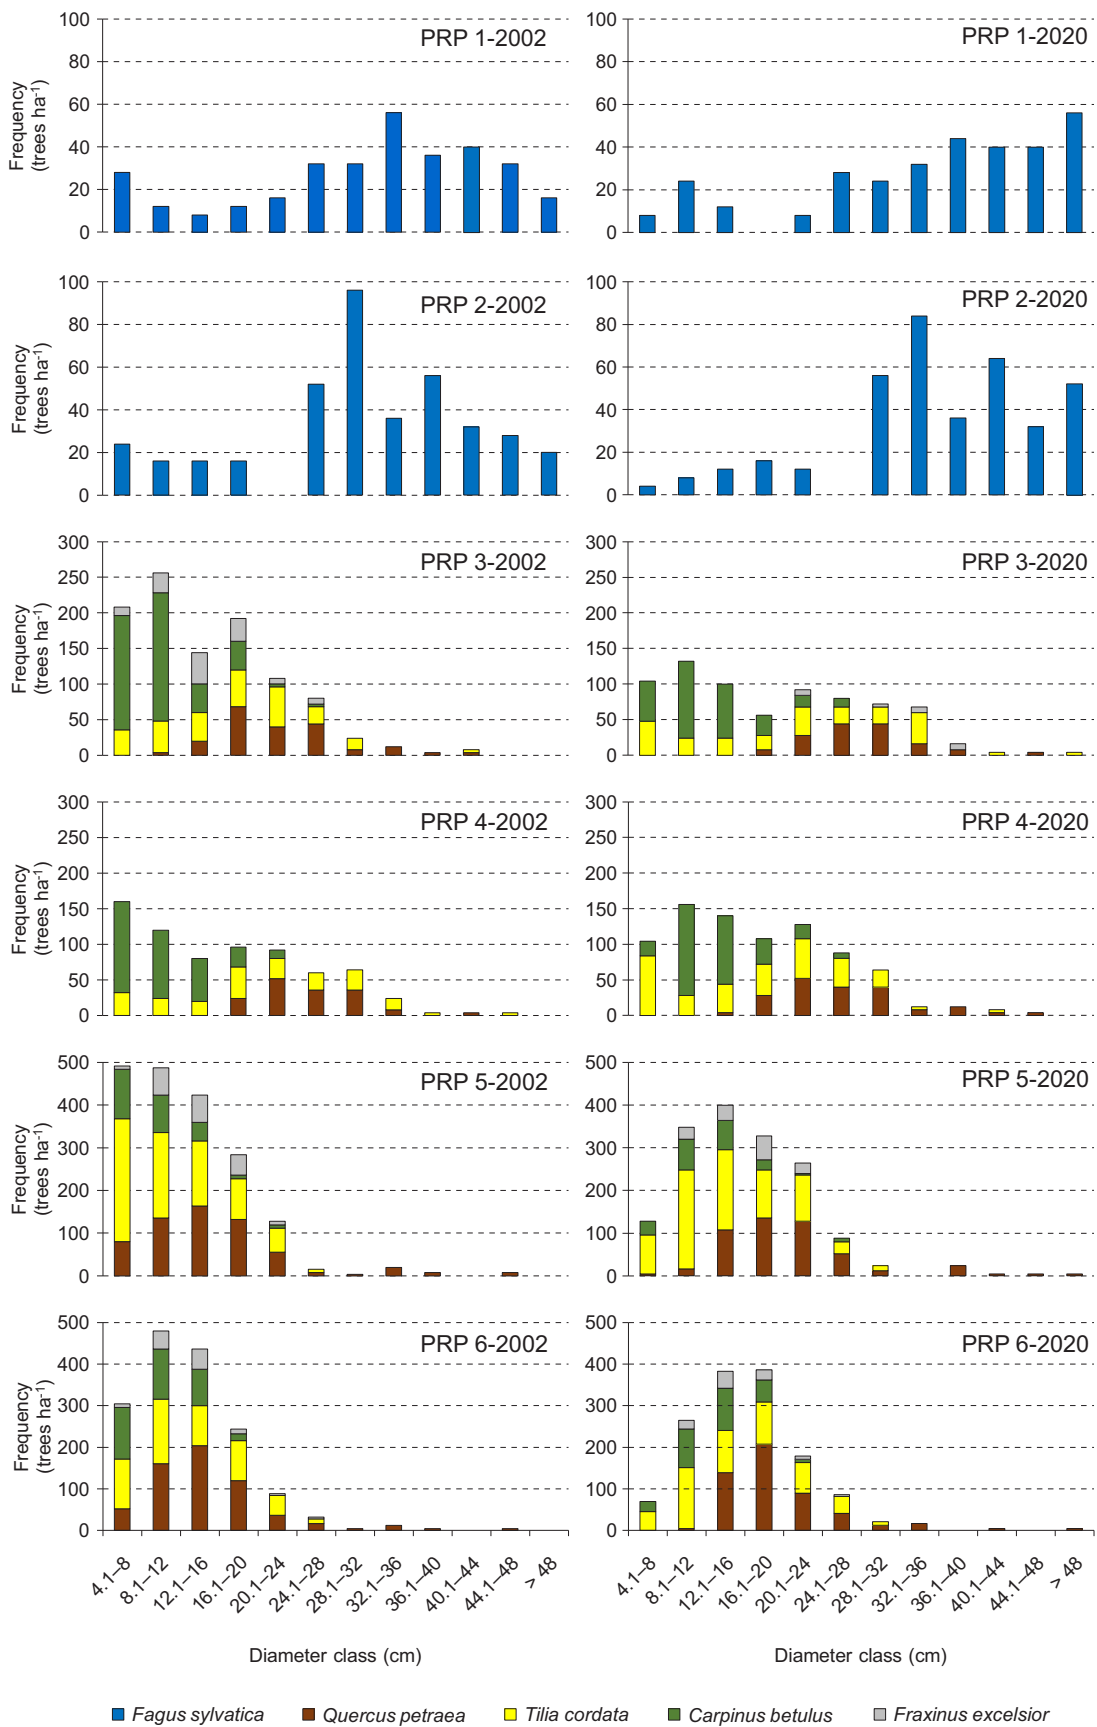 PRP 1-2002
PRP 1-2020
Frequency
(trees ha-1)
100
80
60
40
20
0
100
80
60
40
20
0
PRP 2-2002
PRP 2-2020
Frequency
(trees ha-1)
100
80
60
40
20
0
100
80
60
40
20
0
PRP 3-2002
PRP 3-2020
Frequency
(trees ha-1)
300
250
200
150
100
50
0
300
250
200
150
100
50
0
PRP 4-2002
PRP 4-2020
Frequency
(trees ha-1)
300
250
200
150
100
50
0
300
250
200
150
100
50
0
PRP 5-2002
PRP 5-2020
Frequency
(trees ha-1)
500
400
300
200
100
0
500
400
300
200
100
0
PRP 6-2002
PRP 6-2020
Frequency
(trees ha-1)
500
400
300
200
100
0
500
400
300
200
100
0
4.1–8 8.1–12 12.1–16 16.1–20 20.1–24 24.1–28 28.1–32 32.1–36 36.1–40 40.1–44 44.1–48 > 48
4.1–8 8.1–12 12.1–16 16.1–20 20.1–24 24.1–28 28.1–32 32.1–36 36.1–40 40.1–44 44.1–48 > 48
Diameter class (cm)
Diameter class (cm)
Fagus sylvatica Quercus petraea Tilia cordata Carpinus betulus Fraxinus excelsior